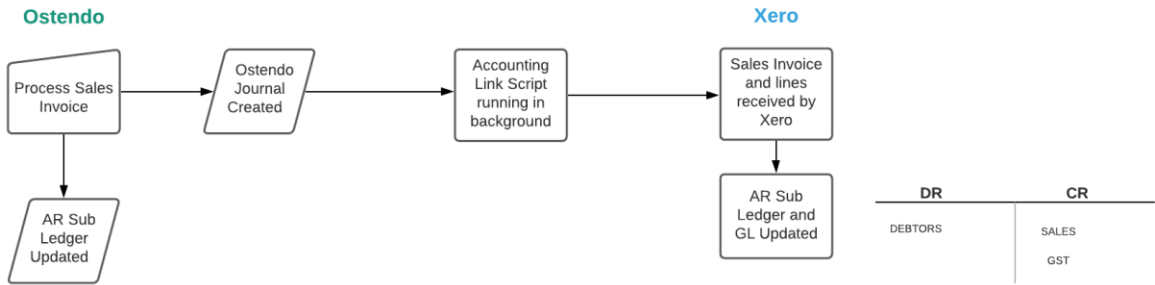 Ostendo
Xero
Process Sales
Invoice
Ostendo
Journal
Created
Accounting
Link Script
running in
background
Sales Invoice
and lines
received by
Xero
AR Sub
Ledger
Updated
AR Sub
Ledger and
GL Updated
DR
CR
DEBTORS
SALES
GST